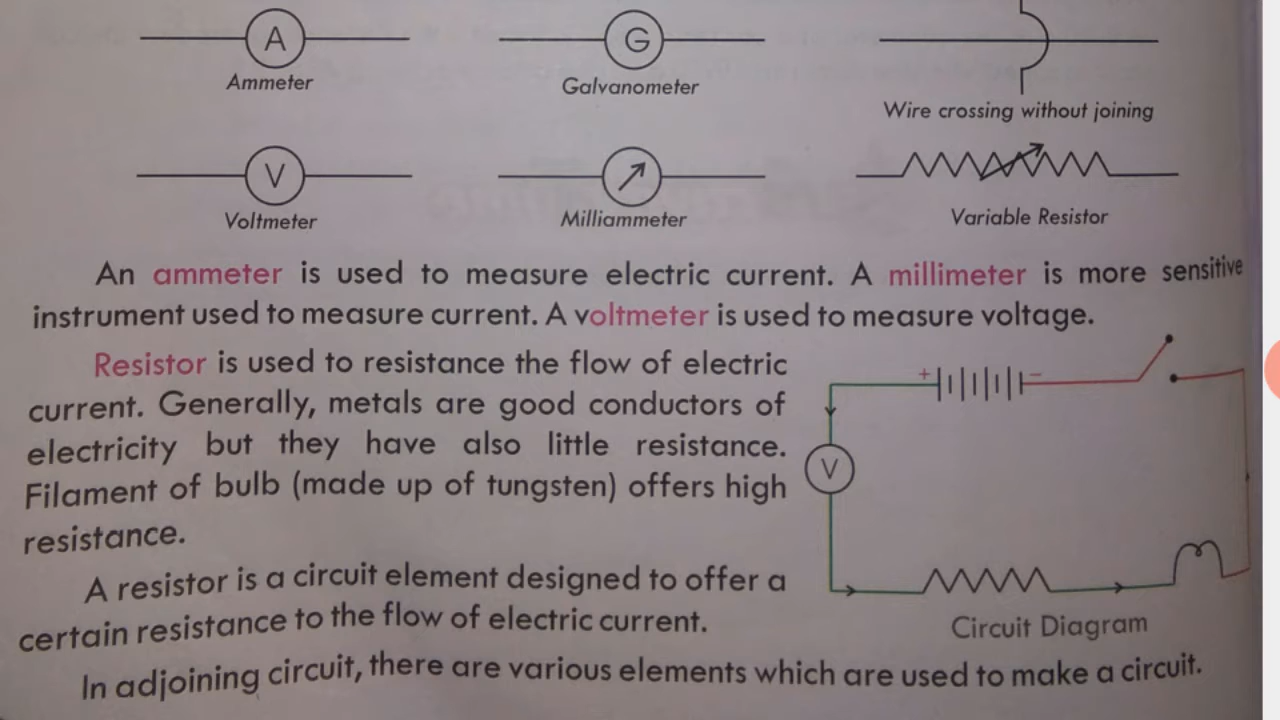 A
Ammeter
G
Galvanometer
Wire crossing without joining
V
Voltmeter
Milliammeter
Variable Resistor
An ammeter is used to measure electric current. A millimeter is more sensitive
instrument used to measure current. A voltmeter is used to measure voltage.
Resistor is used to resistance the flow of electric
current. Generally, metals are good conductors of
electricity but they have also little resistance.
Filament of bulb (made up of tungsten) offers high
resistance.
A resistor is a circuit element designed to offer a
certain resistance to the flow of electric current.
+ −
V
Circuit Diagram
In adjoining circuit, there are various elements which are used to make a circuit.